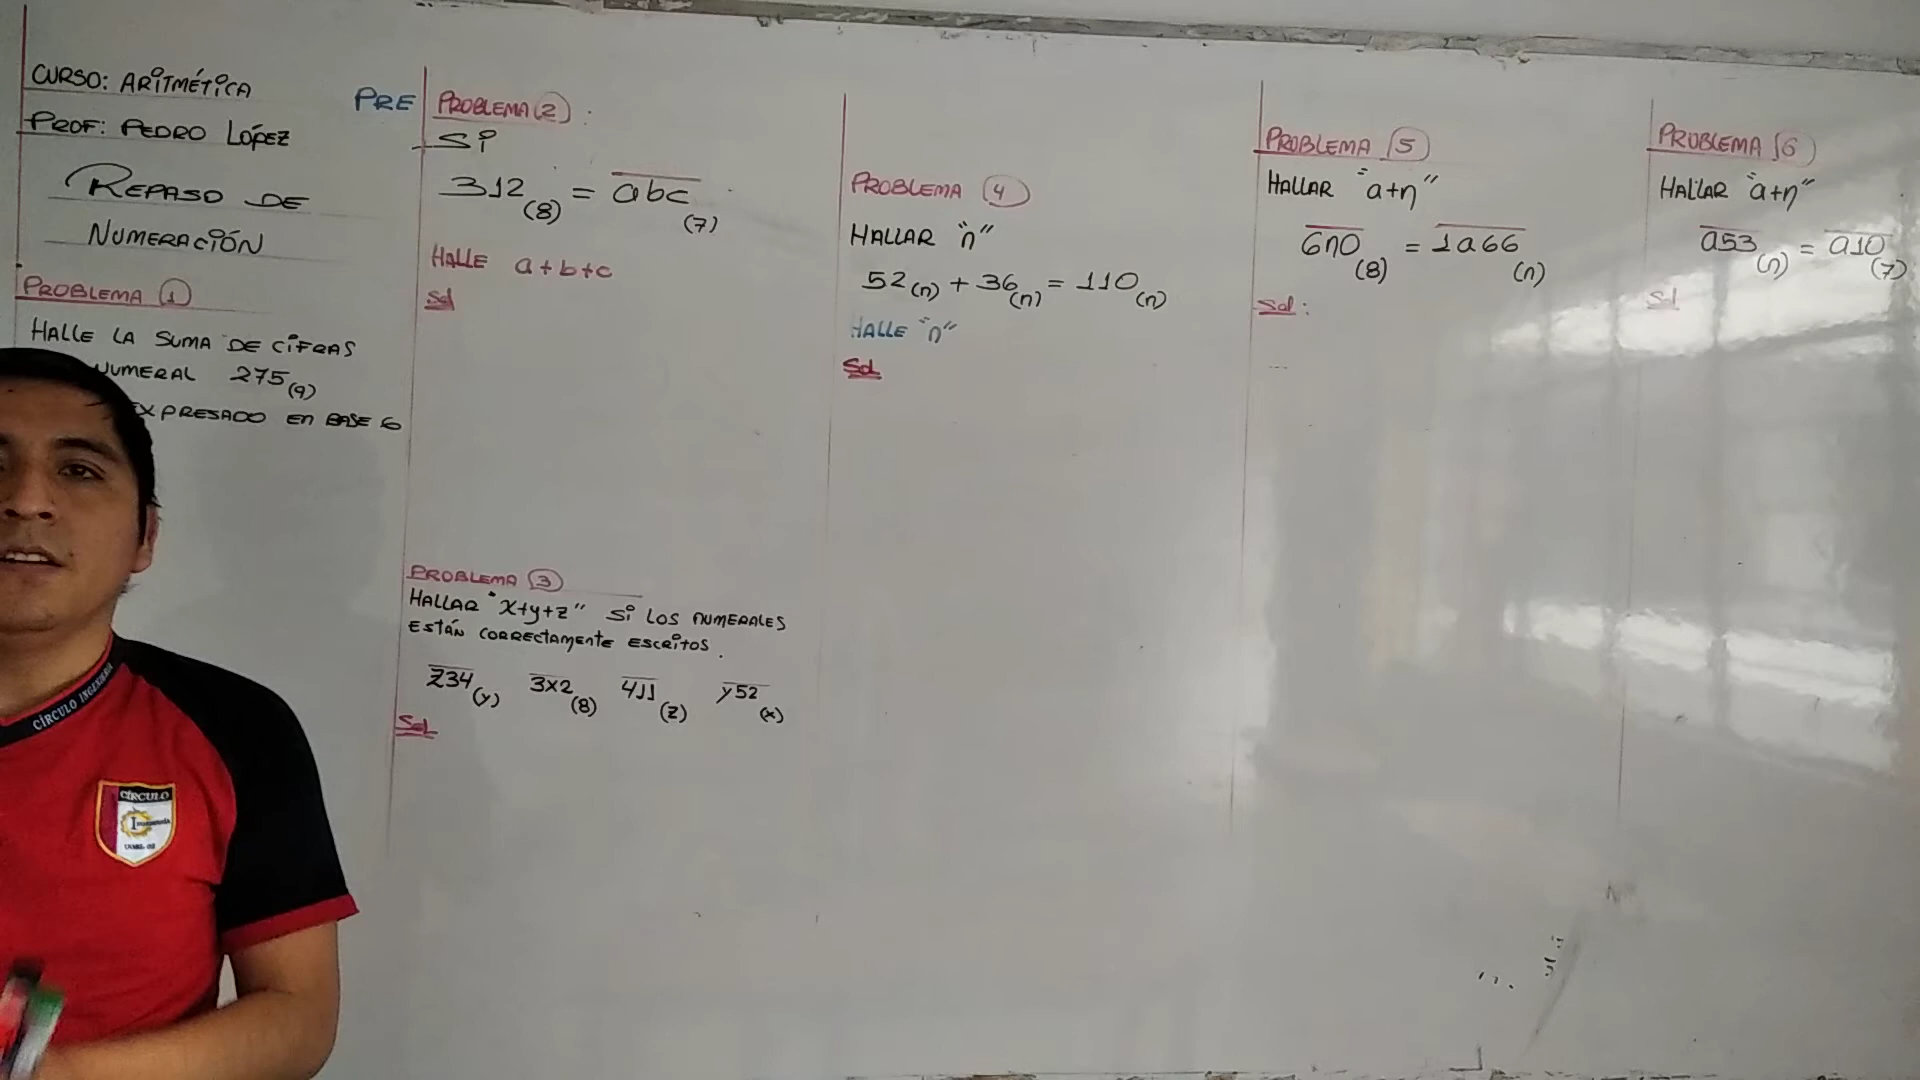 CURSO: ARITMÉTICA
PROF: PEDRO LÓPEZ
REPASO DE
NUMERACIÓN
PROBLEMA 1
HALLE LA SUMA DE CIFRAS
NUMERAL 275(9)
EXPRESADO EN BASE 6
PRE
PROBLEMA 2 :
Si
312(8) = abc(7)
HALLE a+b+c
Sol
PROBLEMA 3
HALLAR "x+y+z" Si LOS NUMERALES
ESTÁN CORRECTAMENTE ESCRITOS.
Z34(y) 3x2(8) 411(z) y52(x)
Sol
PROBLEMA 4
HALLAR "n"
52(n) + 36(n) = 110(n)
HALLE "n"
Sol
PROBLEMA 5
HALLAR "a+n"
6n0(8) = 1a66(n)
Sol:
PROBLEMA 6
HALLAR "a+n"
a53(n) = a10(7)
Sl
CÍRCULO INGENIERÍA
CÍRCULO